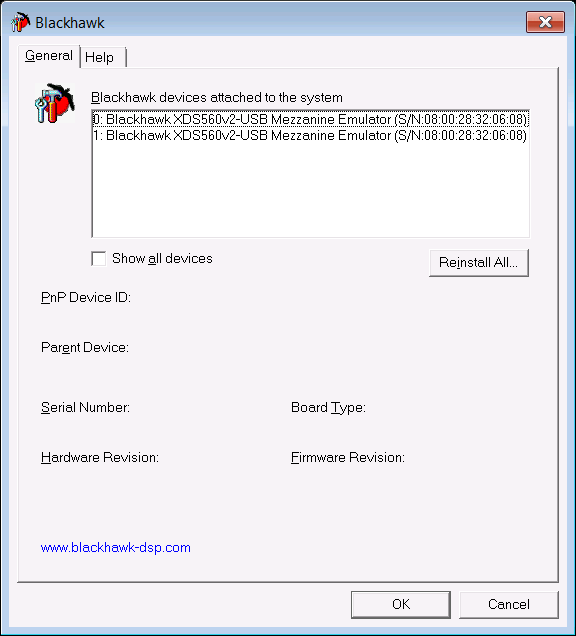 Blackhawk
General Help
Blackhawk devices attached to the system
0: Blackhawk XDS560v2-USB Mezzanine Emulator (S/N:08:00:28:32:06:08)
1: Blackhawk XDS560v2-USB Mezzanine Emulator (S/N:08:00:28:32:06:08)
Show all devices
Reinstall All...
PnP Device ID:
Parent Device:
Serial Number: Board Type:
Hardware Revision: Firmware Revision:
www.blackhawk-dsp.com
OK Cancel